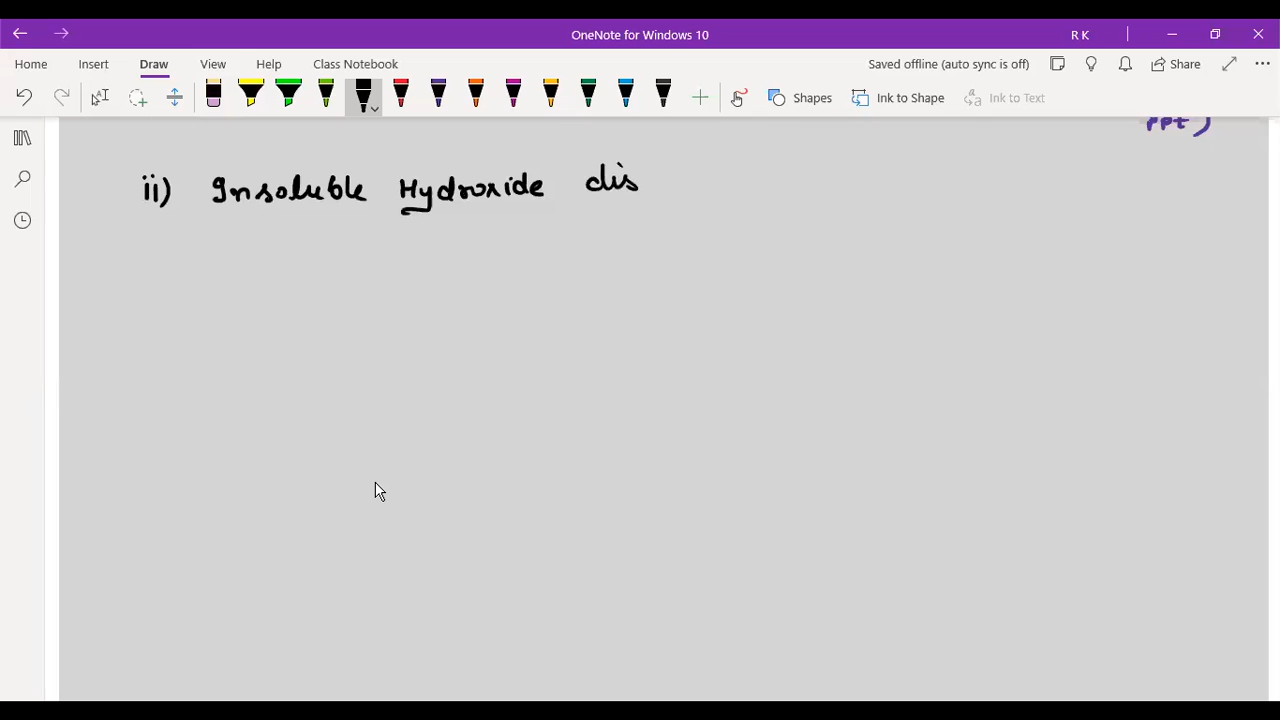 OneNote for Windows 10
R K
Home Insert Draw View Help Class Notebook
Saved offline (auto sync is off)
Share
Shapes
Ink to Shape
Ink to Text
ppt)
ii) Insoluble Hydroxide dis